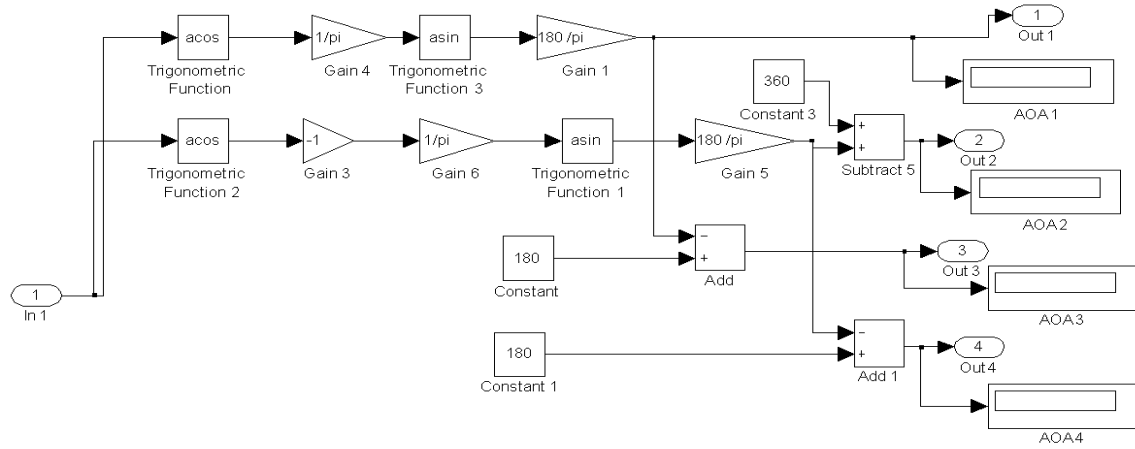 acos
Trigonometric
Function
1/pi
Gain 4
asin
Trigonometric
Function 3
180 /pi
Gain 1
1
Out 1
AOA1
360
Constant 3
acos
Trigonometric
Function 2
-1
Gain 3
1/pi
Gain 6
asin
Trigonometric
Function 1
180 /pi
Gain 5
+
+
Subtract 5
2
Out 2
AOA2
180
Constant
−
+
Add
3
Out 3
AOA3
1
In 1
180
Constant 1
−
+
Add 1
4
Out 4
AOA4